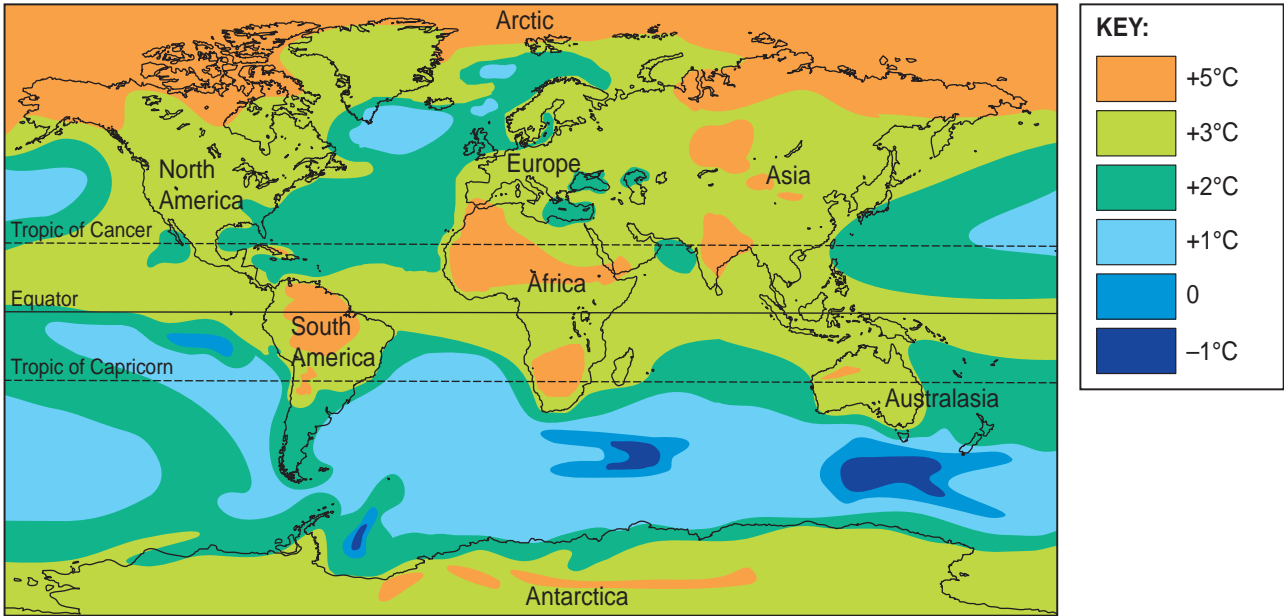 Arctic
North
America
Europe
Asia
Tropic of Cancer
Africa
Equator
South
America
Tropic of Capricorn
Australasia
Antarctica
KEY:
+5°C
+3°C
+2°C
+1°C
0
–1°C